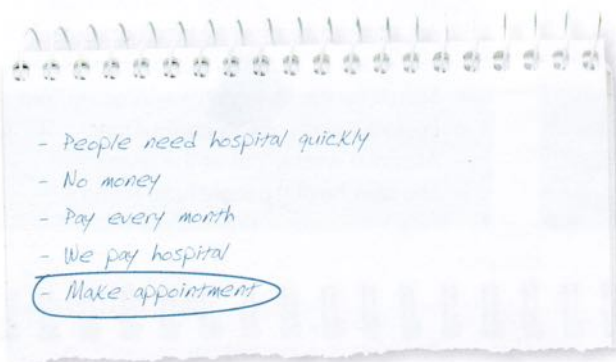 - People need hospital quickly
- No money
- Pay every month
- We pay hospital
- Make appointment